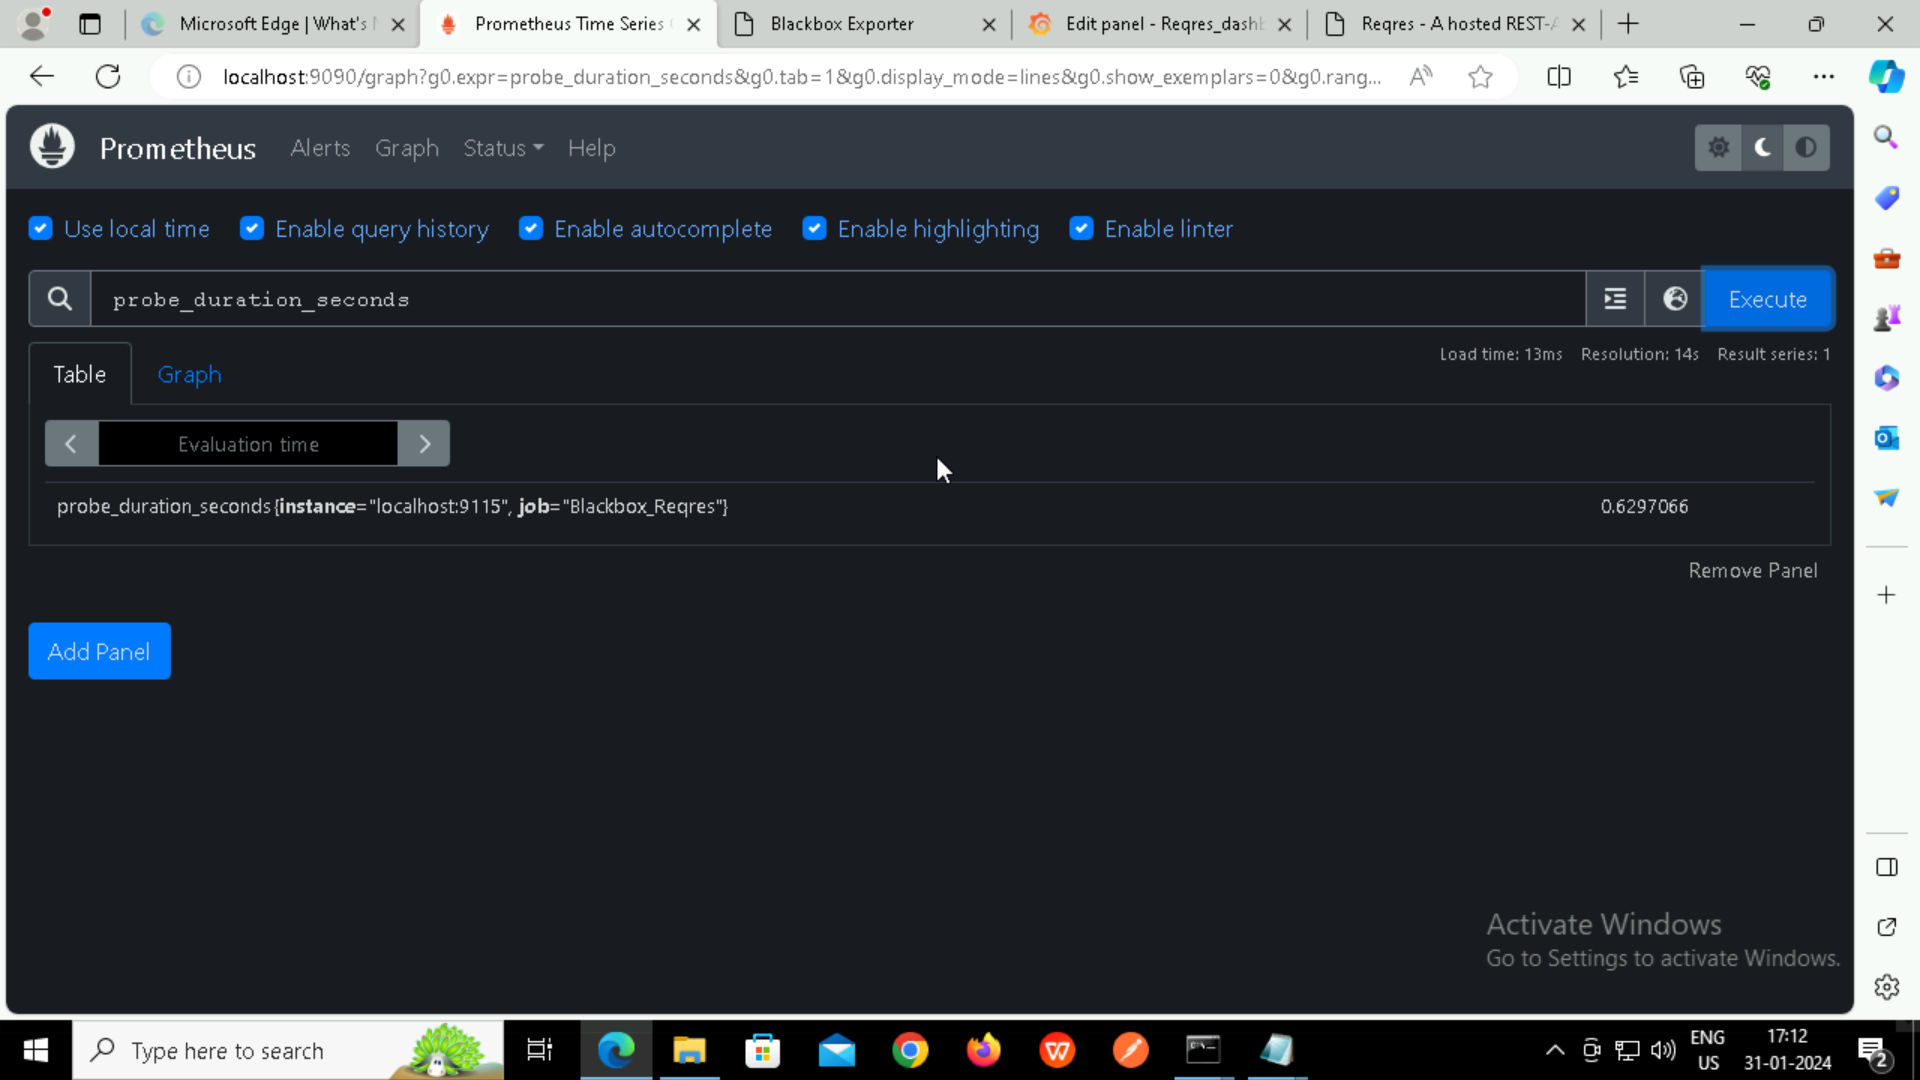 Microsoft Edge | What's
Prometheus Time Series
Blackbox Exporter
Edit panel - Reqres_dash
Reqres - A hosted REST-
localhost:9090/graph?g0.expr=probe_duration_seconds&g0.tab=1&g0.display_mode=lines&g0.show_exemplars=0&g0.rang...
Prometheus Alerts Graph Status Help
Use local time Enable query history Enable autocomplete Enable highlighting Enable linter
probe_duration_seconds
Execute
Table Graph
Load time: 13ms Resolution: 14s Result series: 1
Evaluation time
probe_duration_seconds{instance="localhost:9115", job="Blackbox_Reqres"} 0.6297066
Remove Panel
Add Panel
Activate Windows
Go to Settings to activate Windows.
Type here to search
ENG
US
17:12
31-01-2024
2